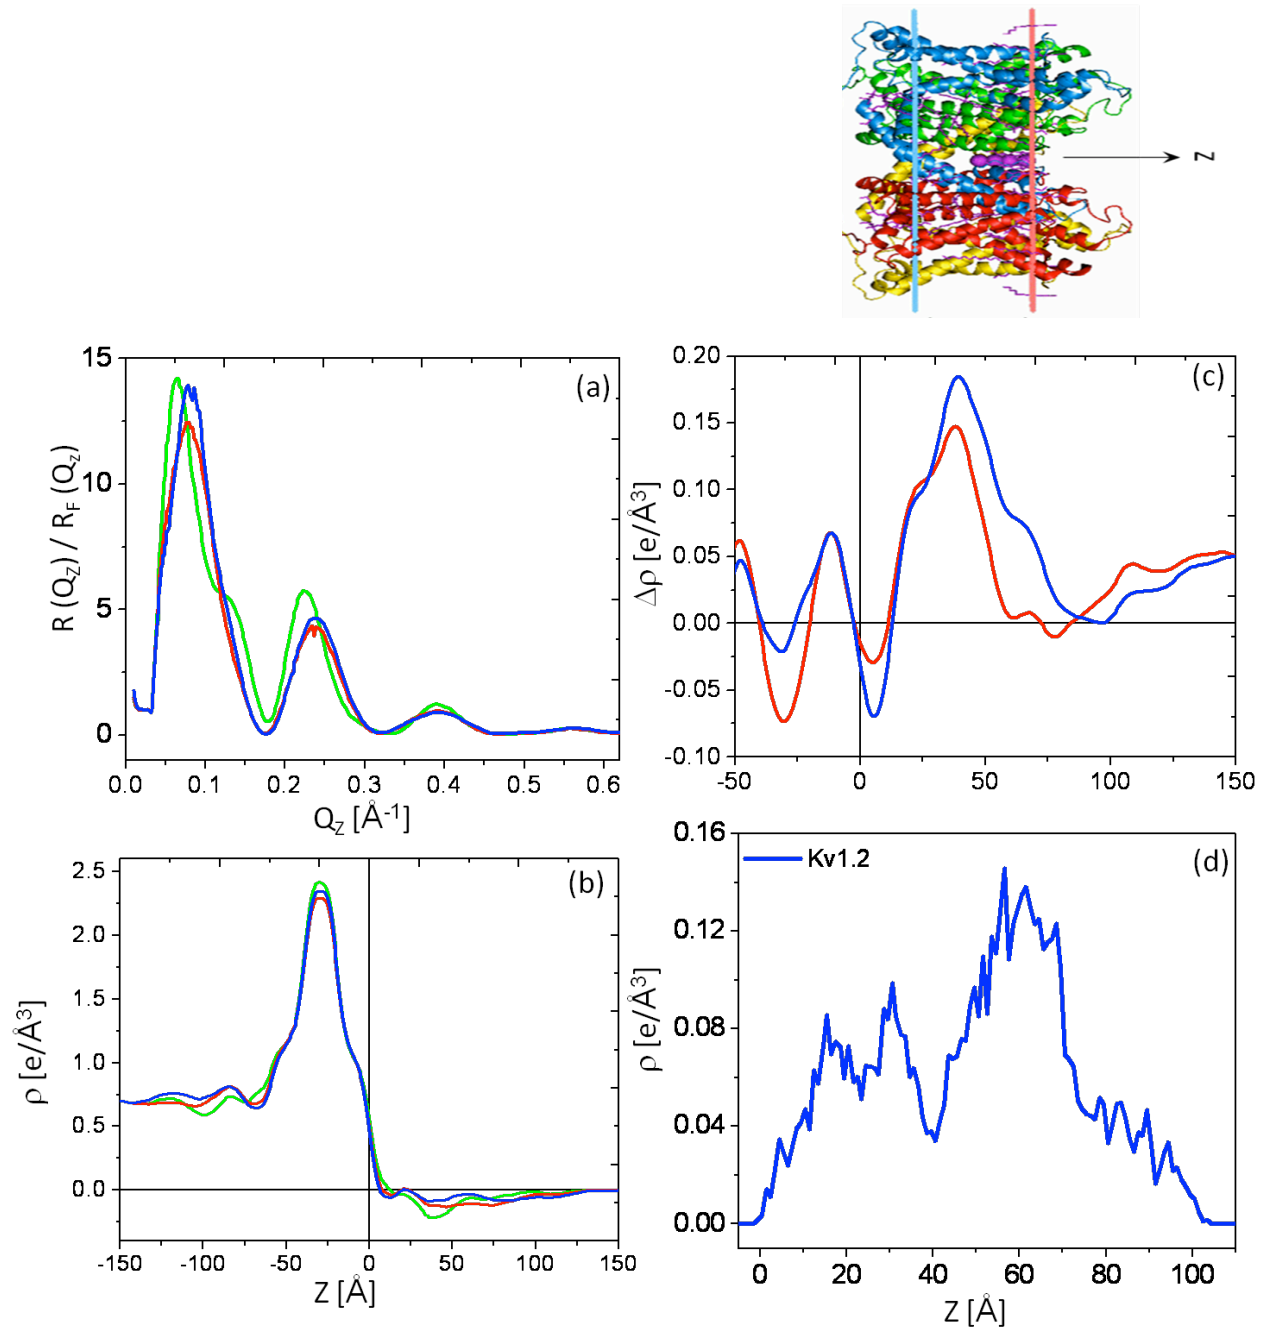 Z
(a)
R (Q_Z) / R_F (Q_Z)
15
10
5
0
0.0 0.1 0.2 0.3 0.4 0.5 0.6
Q_Z [Å^-1]
(c)
Δρ [e/Å^3]
0.20
0.15
0.10
0.05
0.00
-0.05
-0.10
-50 0 50 100 150
(b)
ρ [e/Å^3]
2.5
2.0
1.5
1.0
0.5
0.0
-150 -100 -50 0 50 100 150
Z [Å]
(d)
Kv1.2
ρ [e/Å^3]
0.16
0.12
0.08
0.04
0.00
0 20 40 60 80 100
Z [Å]